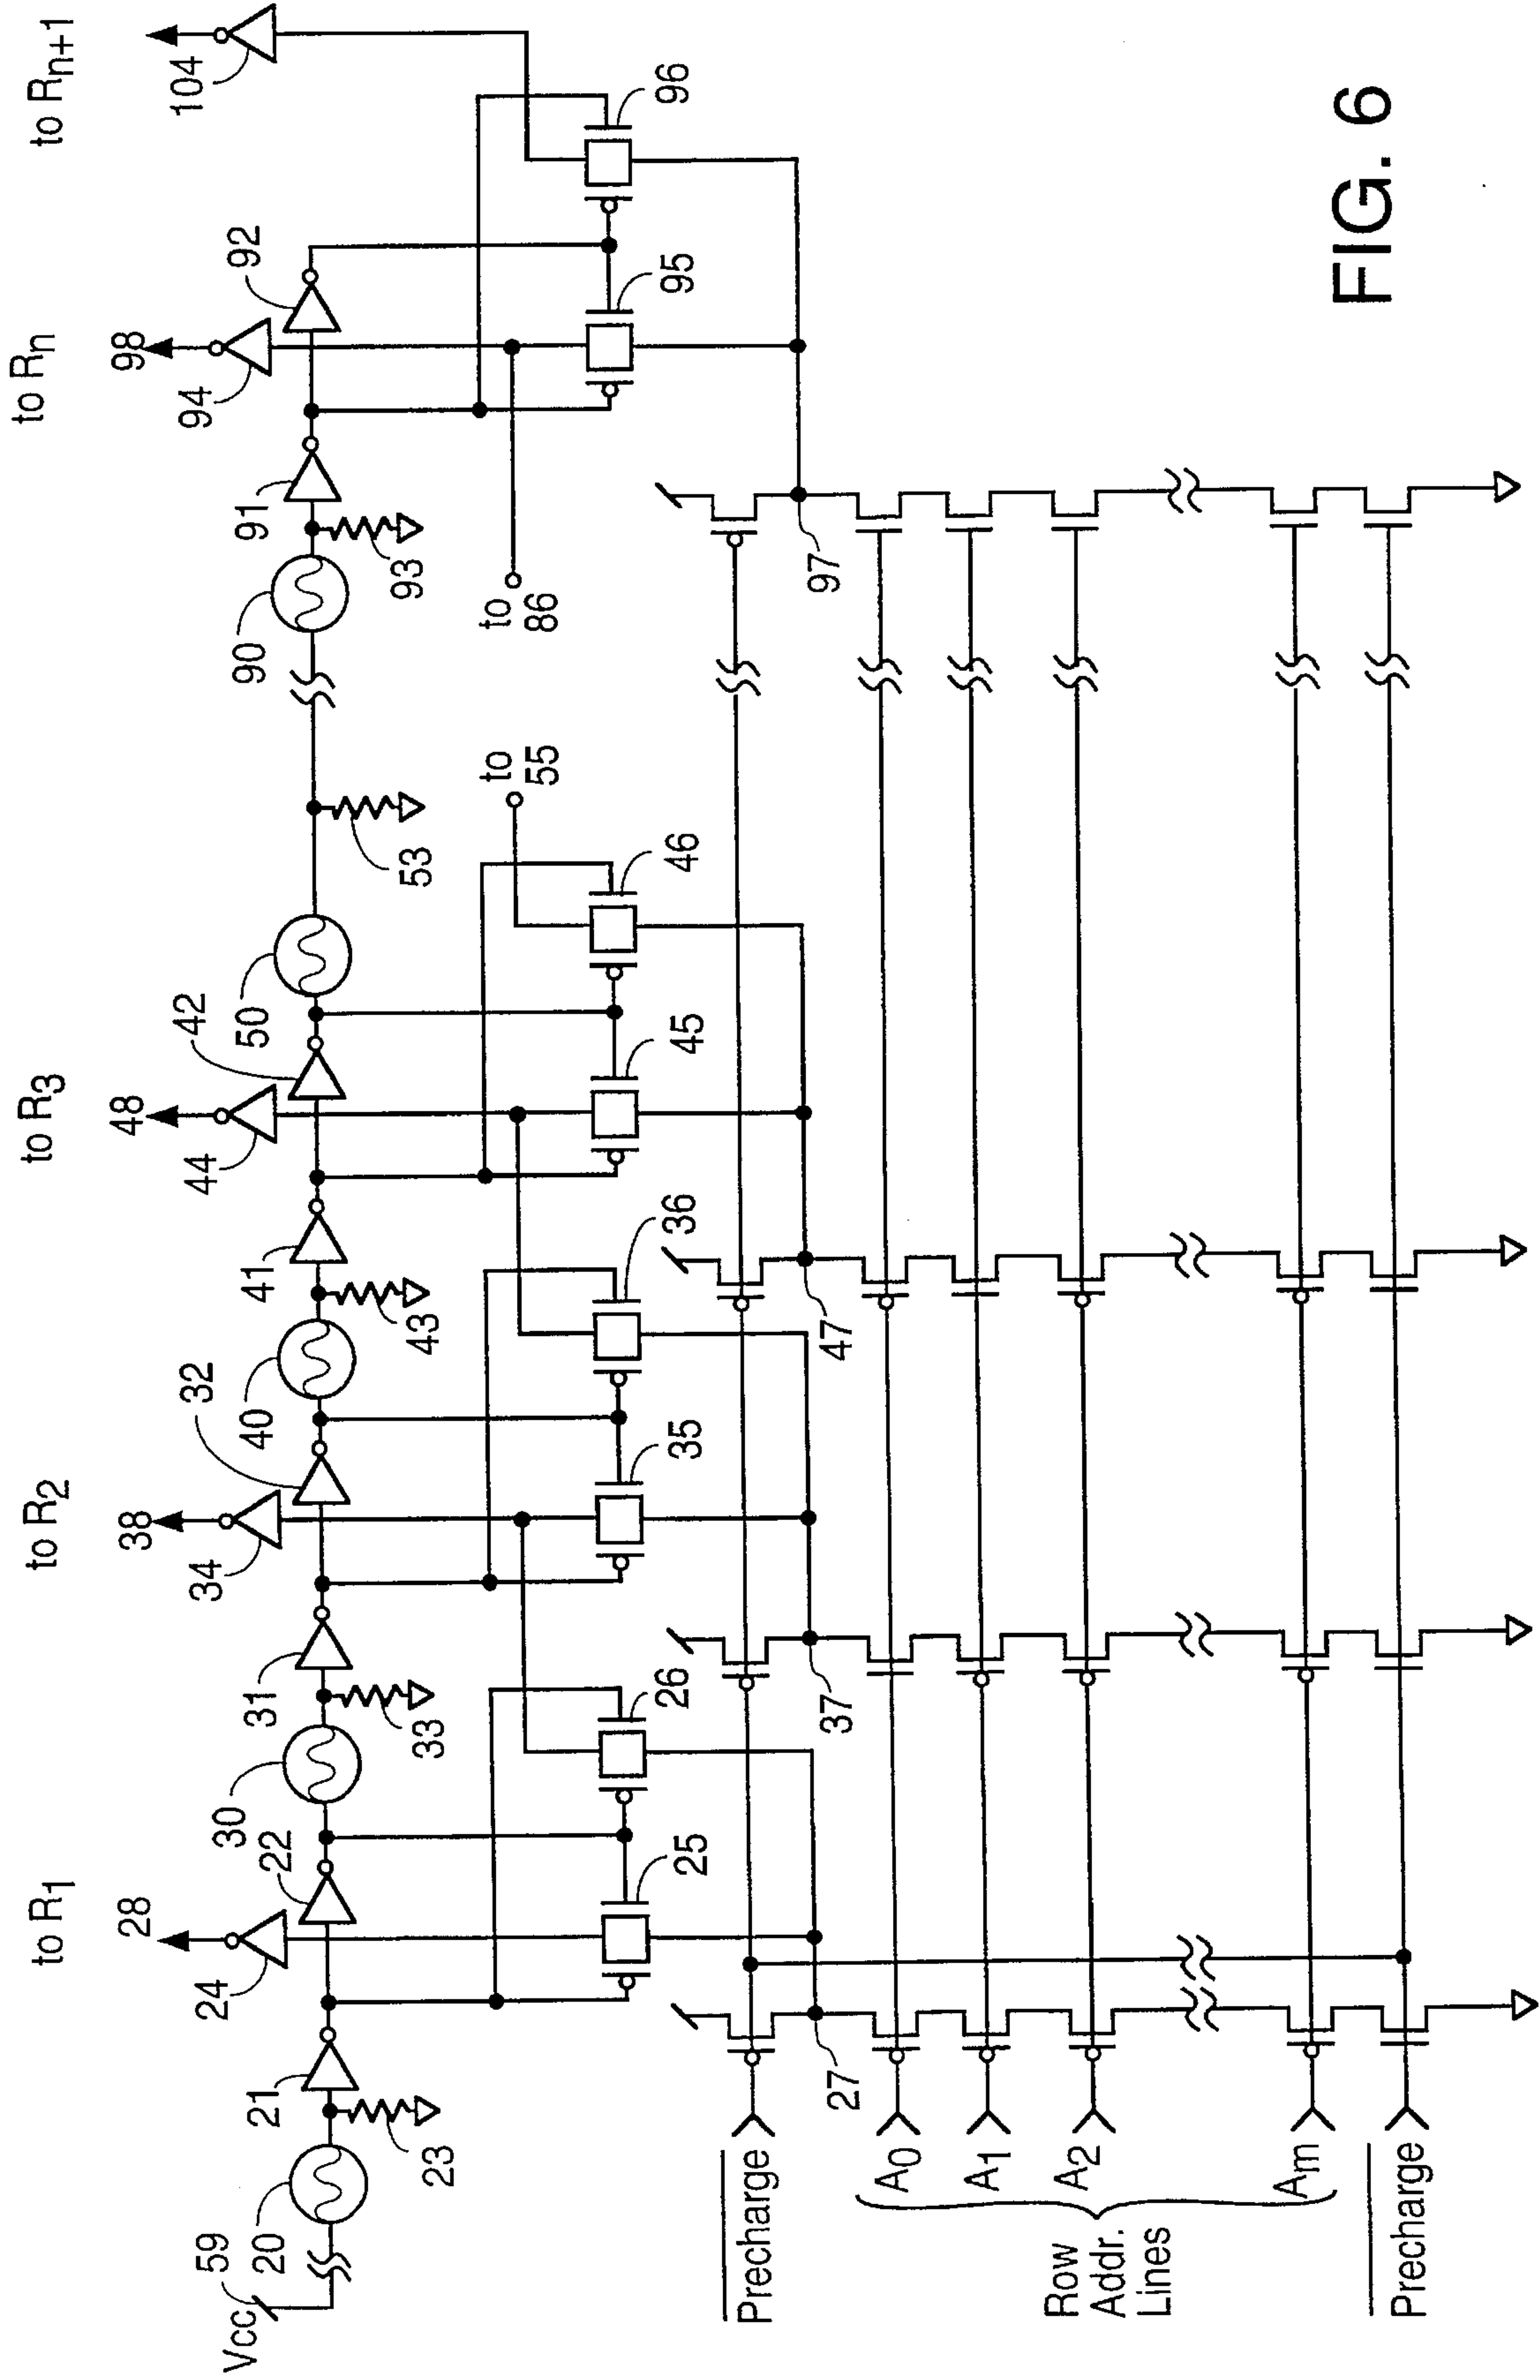 to R1
to R2
to R3
to Rn
to Rn+1
28
38
48
98
104
24
34
44
94
Vcc
59
20
21
22
30
31
32
40
41
42
50
90
91
92
23
33
43
53
93
25
26
35
36
45
46
to
55
to
86
95
96
27
37
47
97
Precharge
A0
A1
A2
Am
Row
Addr.
Lines
Precharge
FIG. 6